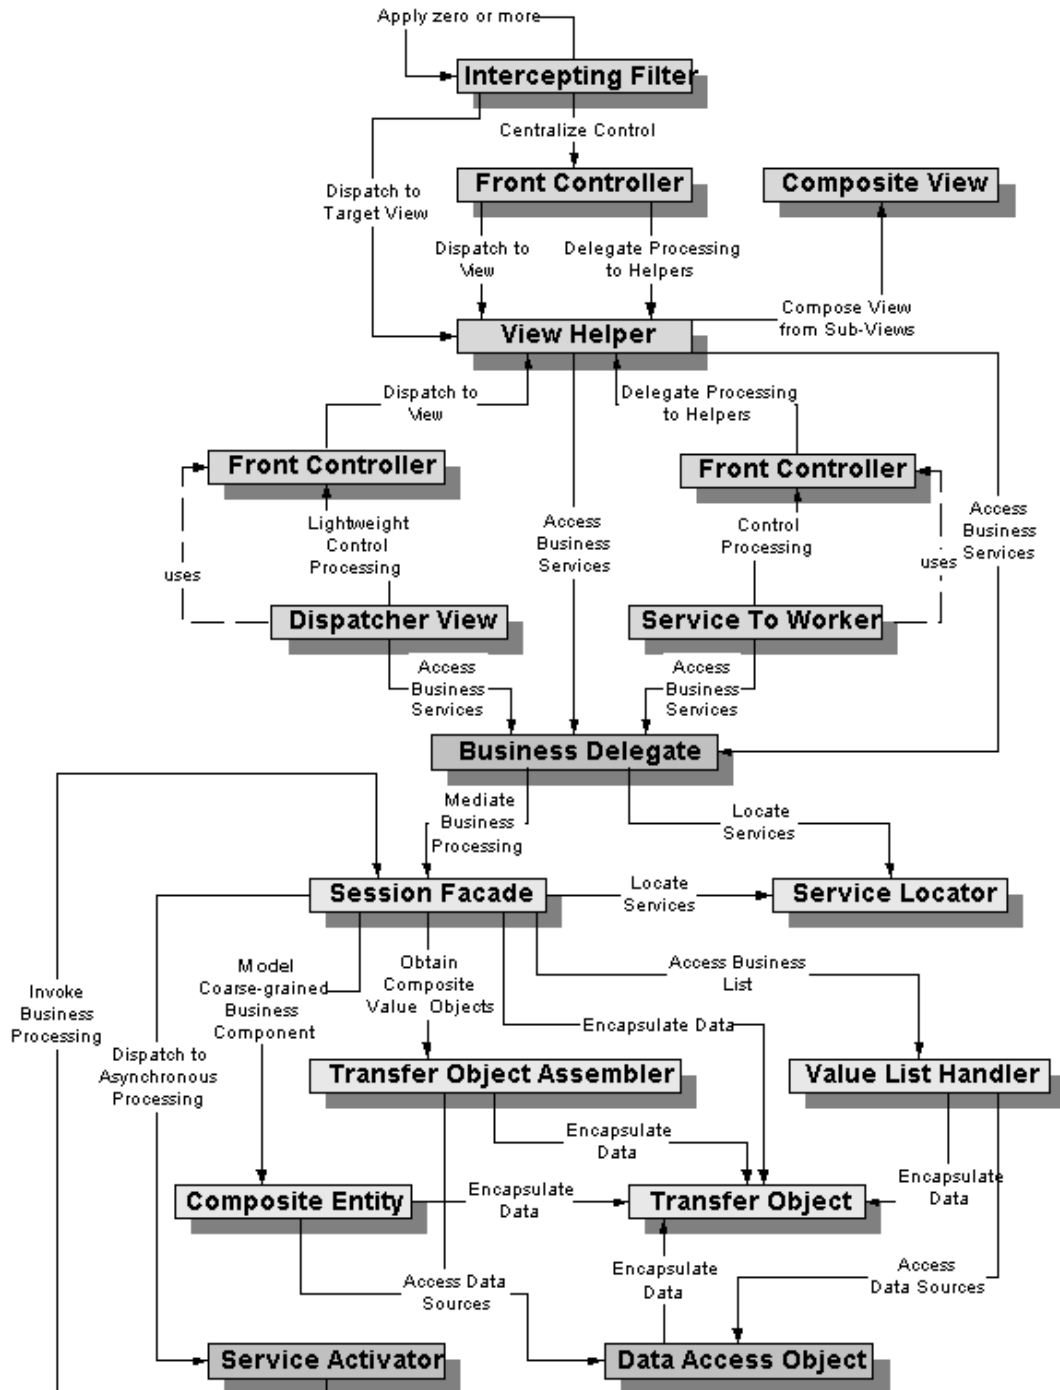 Apply zero or more
Intercepting Filter
Centralize Control
Dispatch to
Target View
Front Controller
Composite View
Dispatch to
View
Delegate Processing
to Helpers
Compose View
from Sub-Views
View Helper
Dispatch to
View
Delegate Processing
to Helpers
Front Controller
Front Controller
Lightweight
Control
Processing
Access
Business
Services
Control
Processing
Access
Business
Services
uses
uses
Dispatcher View
Service To Worker
Access
Business
Services
Access
Business
Services
Business Delegate
Mediate
Business
Processing
Locate
Services
Session Facade
Locate
Services
Service Locator
Model
Coarse-grained
Business
Component
Obtain
Composite
Value Objects
Access Business
List
Invoke
Business
Processing
Encapsulate Data
Dispatch to
Asynchronous
Processing
Transfer Object Assembler
Value List Handler
Encapsulate
Data
Encapsulate
Data
Composite Entity
Encapsulate
Data
Transfer Object
Access Data
Sources
Encapsulate
Data
Access
Data Sources
Service Activator
Data Access Object